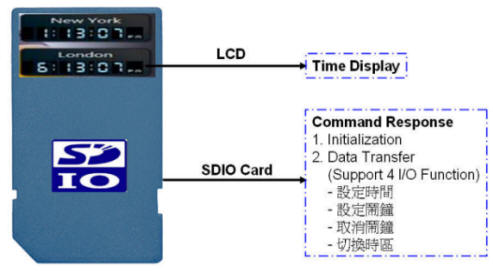 New York
1:13:07 PM
London
6:13:07 PM
LCD
Time Display
SD
IO
SDIO Card
Command Response
1. Initialization
2. Data Transfer
(Support 4 I/O Function)
- 設定時間
- 設定鬧鐘
- 取消鬧鐘
- 切換時區